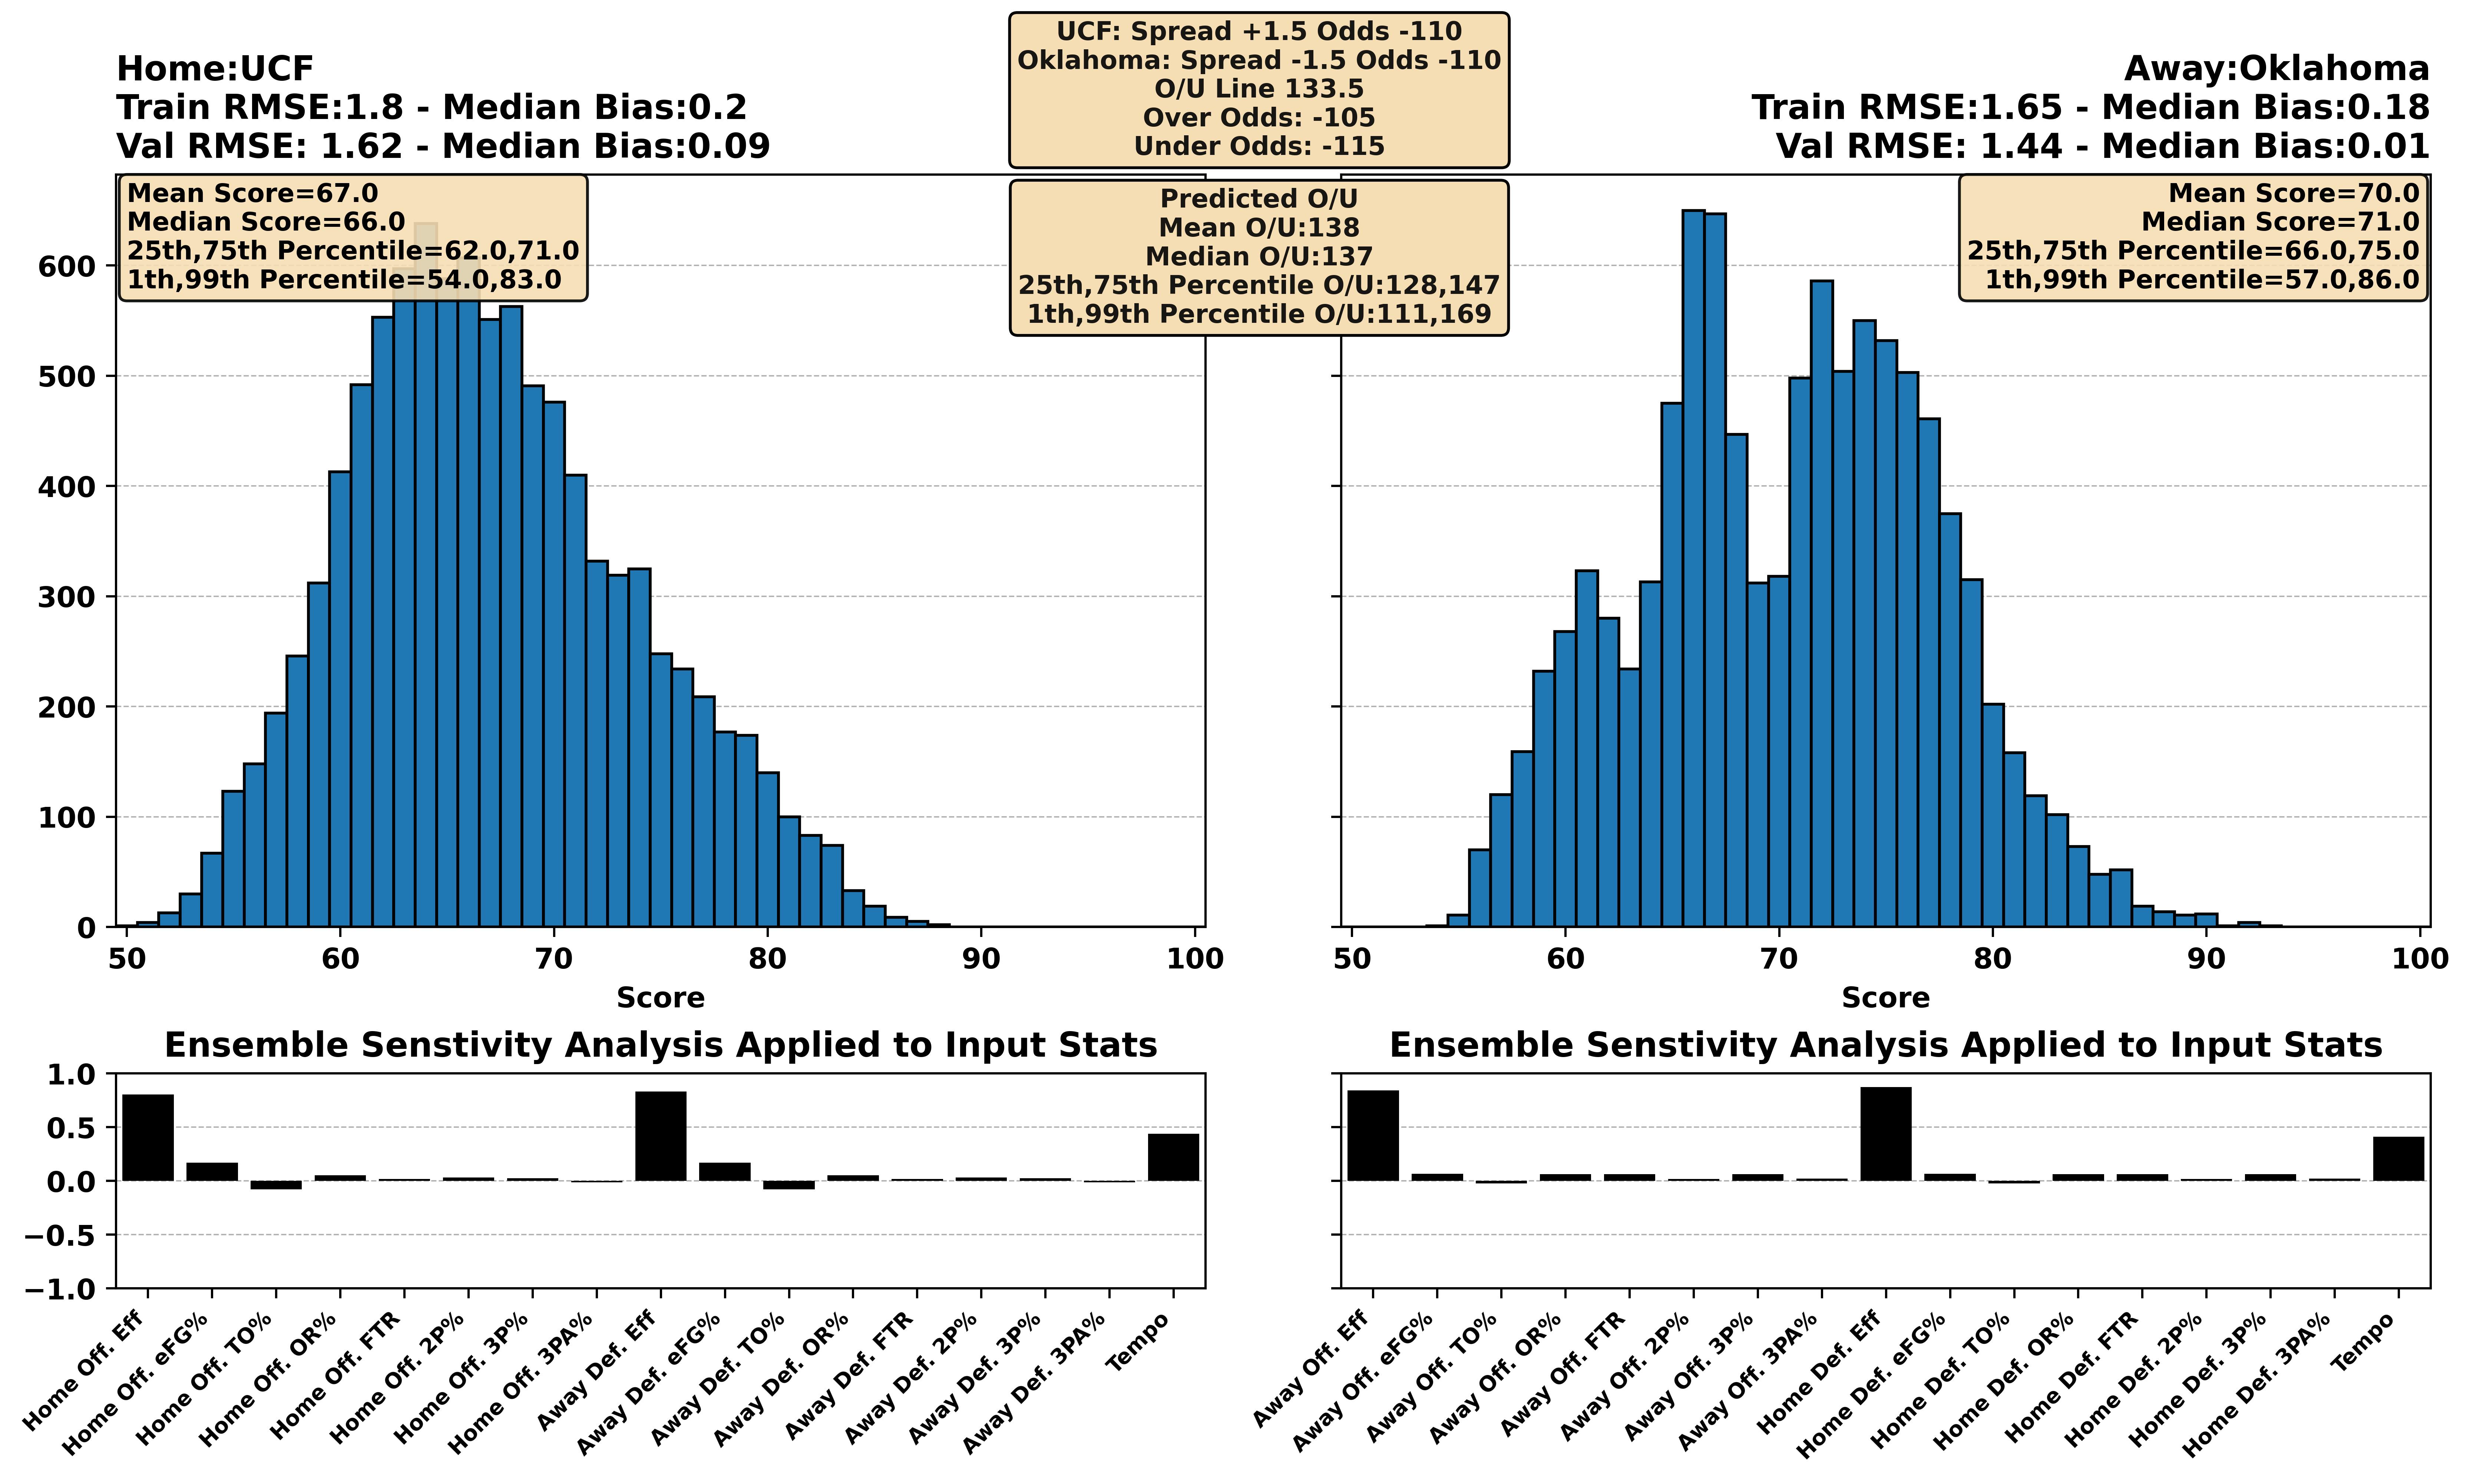 UCF: Spread +1.5 Odds -110
Oklahoma: Spread -1.5 Odds -110
O/U Line 133.5
Over Odds: -105
Under Odds: -115
Home:UCF
Train RMSE:1.8 - Median Bias:0.2
Val RMSE: 1.62 - Median Bias:0.09
Away:Oklahoma
Train RMSE:1.65 - Median Bias:0.18
Val RMSE: 1.44 - Median Bias:0.01
Mean Score=67.0
Median Score=66.0
25th,75th Percentile=62.0,71.0
1th,99th Percentile=54.0,83.0
Predicted O/U
Mean O/U:138
Median O/U:137
25th,75th Percentile O/U:128,147
1th,99th Percentile O/U:111,169
Mean Score=70.0
Median Score=71.0
25th,75th Percentile=66.0,75.0
1th,99th Percentile=57.0,86.0
600
500
400
300
200
100
0
50 60 70 80 90 100
Score
50 60 70 80 90 100
Score
Ensemble Senstivity Analysis Applied to Input Stats
1.0
0.5
0.0
−0.5
−1.0
Home Off. Eff
Home Off. eFG%
Home Off. TO%
Home Off. OR%
Home Off. FTR
Home Off. 2P%
Home Off. 3P%
Home Off. 3PA%
Away Def. Eff
Away Def. eFG%
Away Def. TO%
Away Def. OR%
Away Def. FTR
Away Def. 2P%
Away Def. 3P%
Away Def. 3PA%
Tempo
Ensemble Senstivity Analysis Applied to Input Stats
Away Off. Eff
Away Off. eFG%
Away Off. TO%
Away Off. OR%
Away Off. FTR
Away Off. 2P%
Away Off. 3P%
Away Off. 3PA%
Home Def. Eff
Home Def. eFG%
Home Def. TO%
Home Def. OR%
Home Def. FTR
Home Def. 2P%
Home Def. 3P%
Home Def. 3PA%
Tempo